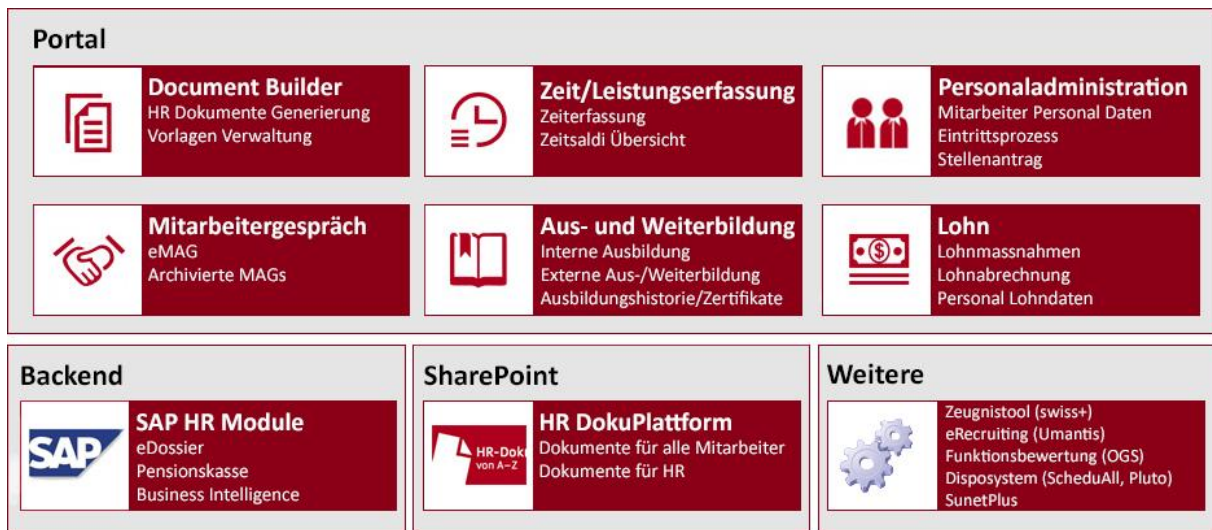 Portal
Document Builder
HR Dokumente Generierung
Vorlagen Verwaltung
Zeit/Leistungserfassung
Zeiterfassung
Zeitsaldi Übersicht
Personaladministration
Mitarbeiter Personal Daten
Eintrittsprozess
Stellenantrag
Mitarbeitergespräch
eMAG
Archivierte MAGs
Aus- und Weiterbildung
Interne Ausbildung
Externe Aus-/Weiterbildung
Ausbildungshistorie/Zertifikate
$
Lohn
Lohnmassnahmen
Lohnabrechnung
Personal Lohndaten
Backend
SAP
SAP HR Module
eDossier
Pensionskasse
Business Intelligence
SharePoint
HR-Dok
von A–Z
HR DokuPlattform
Dokumente für alle Mitarbeiter
Dokumente für HR
Weitere
Zeugnistool (swiss+)
eRecruiting (Umantis)
Funktionsbewertung (OGS)
Disposystem (ScheduAll, Pluto)
SunetPlus